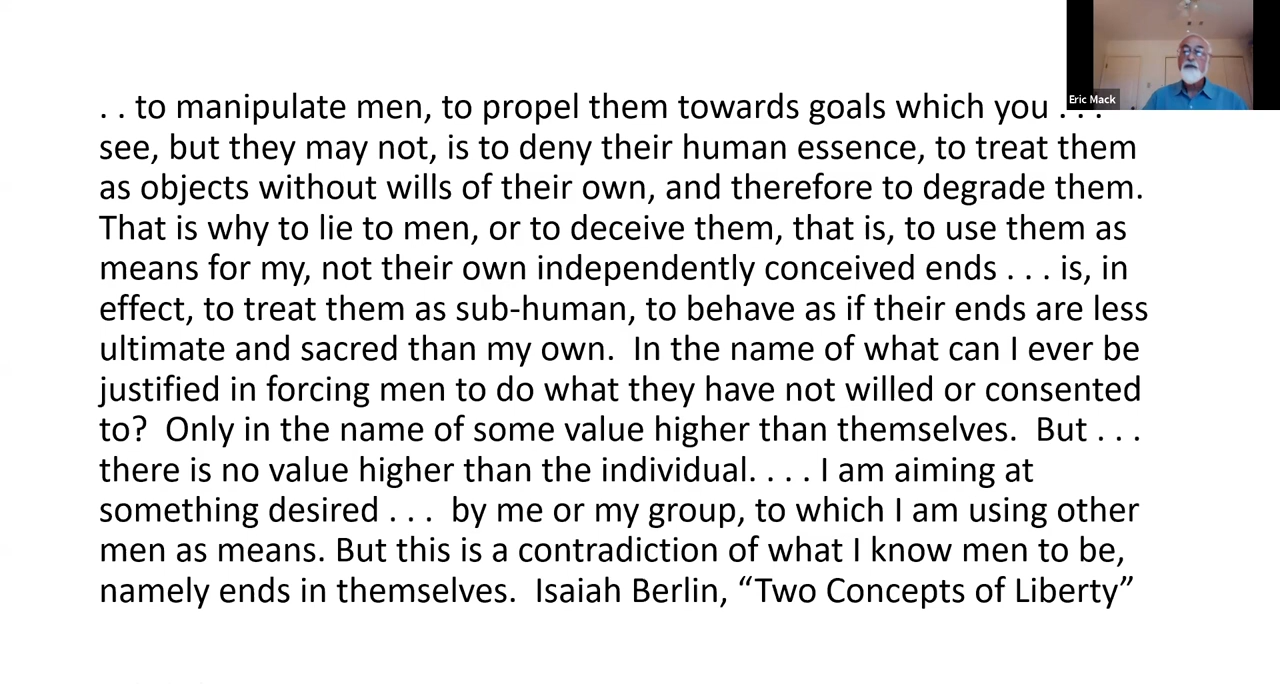 . . to manipulate men, to propel them towards goals which you . . .
see, but they may not, is to deny their human essence, to treat them
as objects without wills of their own, and therefore to degrade them.
That is why to lie to men, or to deceive them, that is, to use them as
means for my, not their own independently conceived ends . . . is, in
effect, to treat them as sub-human, to behave as if their ends are less
ultimate and sacred than my own.  In the name of what can I ever be
justified in forcing men to do what they have not willed or consented
to?  Only in the name of some value higher than themselves.  But . . .
there is no value higher than the individual. . . . I am aiming at
something desired . . .  by me or my group, to which I am using other
men as means. But this is a contradiction of what I know men to be,
namely ends in themselves.  Isaiah Berlin, “Two Concepts of Liberty”
Eric Mack